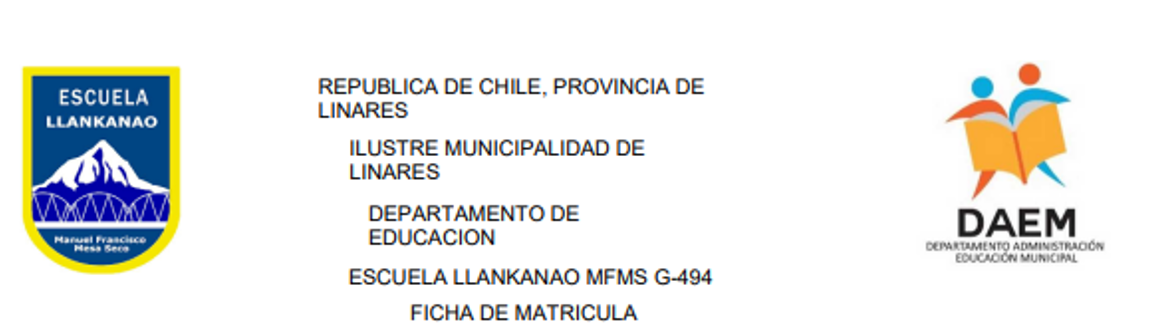 ESCUELA
LLANKANAO
Manuel Francisco
Mesa Seco
REPUBLICA DE CHILE, PROVINCIA DE
LINARES
ILUSTRE MUNICIPALIDAD DE
LINARES
DEPARTAMENTO DE
EDUCACION
ESCUELA LLANKANAO MFMS G-494
FICHA DE MATRICULA
DAEM
DEPARTAMENTO ADMINISTRACIÓN
EDUCACIÓN MUNICIPAL